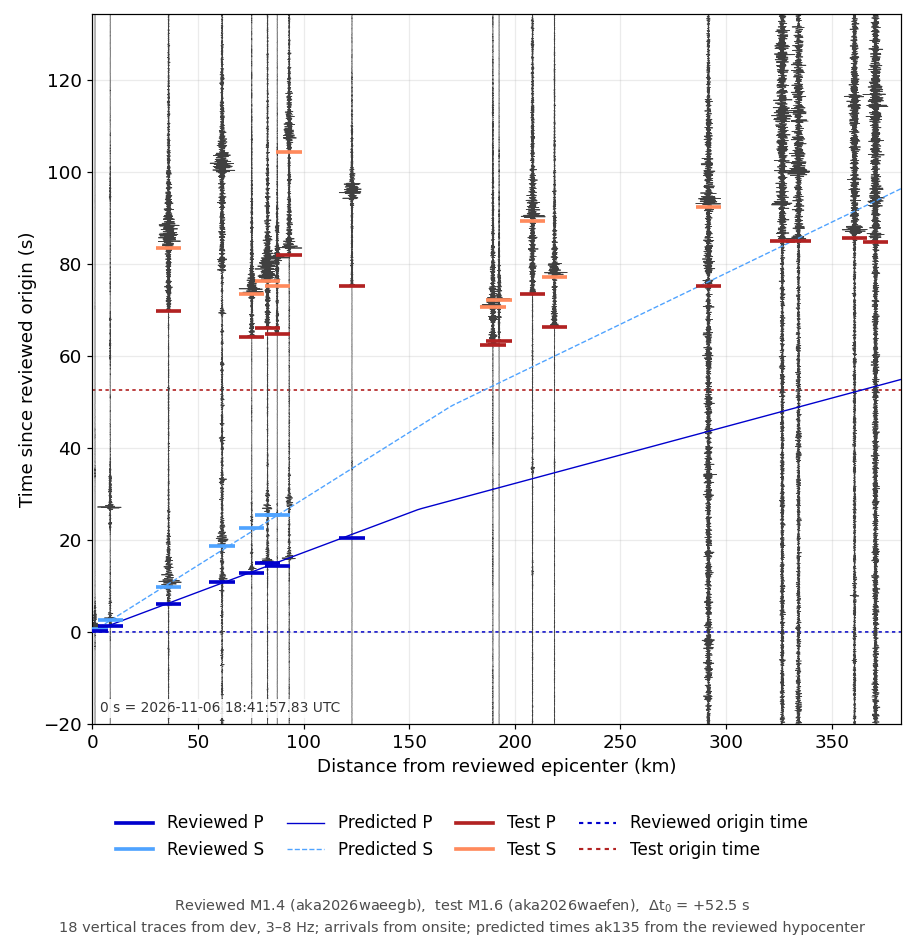 Time since reviewed origin (s)
120
100
80
60
40
20
0
−20
0 s = 2026-11-06 18:41:57.83 UTC
0 50 100 150 200 250 300 350
Distance from reviewed epicenter (km)
Reviewed P Predicted P Test P Reviewed origin time
Reviewed S Predicted S Test S Test origin time
Reviewed M1.4 (aka2026waeegb), test M1.6 (aka2026waefen), Δt₀ = +52.5 s
18 vertical traces from dev, 3–8 Hz; arrivals from onsite; predicted times ak135 from the reviewed hypocenter